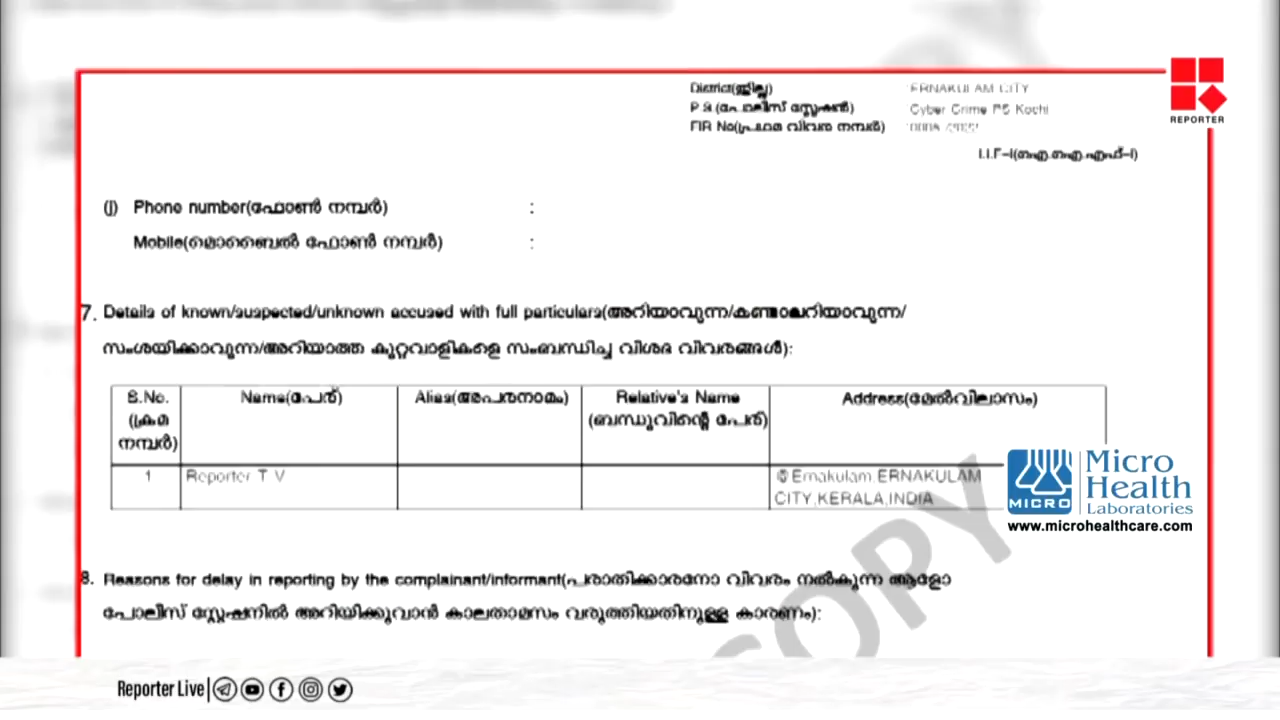 District(ജില്ല) ERNAKULAM CITY
P.S.(പോലീസ് സ്റ്റേഷൻ) Cyber Crime PS Kochi
FIR No(പ്രഥമ വിവര നമ്പർ)
REPORTER
I.I.F-I(ഐ.ഐ.എഫ്-I)
(j) Phone number(ഫോൺ നമ്പർ) :
Mobile(മൊബൈൽ ഫോൺ നമ്പർ) :
7. Details of known/suspected/unknown accused with full particulars(അറിയാവുന്ന/കണ്ടാലറിയാവുന്ന/
സംശയിക്കാവുന്ന/അറിയാത്ത കുറ്റവാളികളെ സംബന്ധിച്ച വിശദ വിവരങ്ങൾ):
S.No. (ക്രമ നമ്പർ) Name(പേര്) Alias(അപരനാമം) Relative's Name (ബന്ധുവിന്റെ പേര്) Address(മേൽവിലാസം)
1 Reporter T V Ernakulam,ERNAKULAM
CITY,KERALA,INDIA
MICRO
Micro
Health
Laboratories
www.microhealthcare.com
8. Reasons for delay in reporting by the complainant/informant(പരാതിക്കാരനോ വിവരം നൽകുന്ന ആളോ
പോലീസ് സ്റ്റേഷനിൽ അറിയിക്കുവാൻ കാലതാമസം വരുത്തിയതിനുള്ള കാരണം):
COPY
Reporter Live